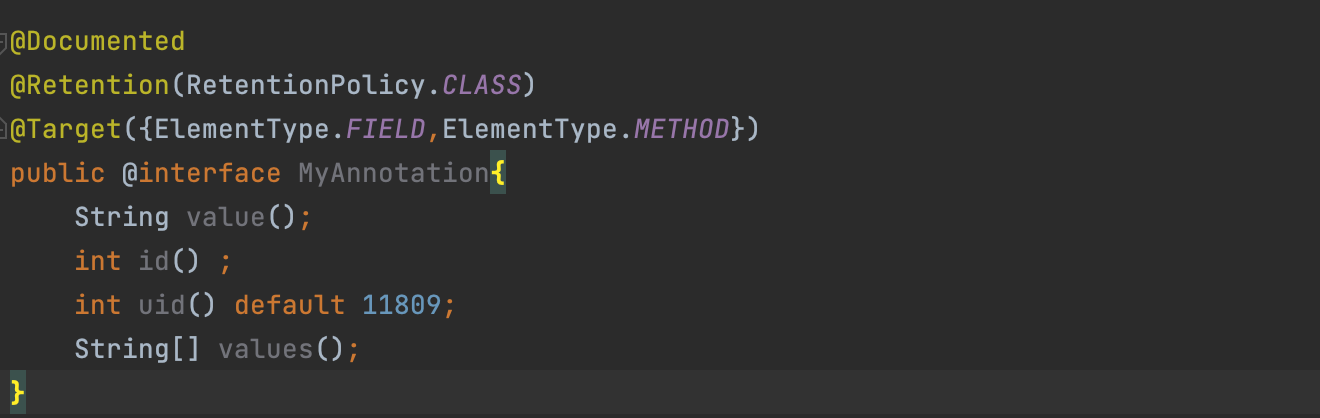 @Documented
@Retention(RetentionPolicy.CLASS)
@Target({ElementType.FIELD,ElementType.METHOD})
public @interface MyAnnotation{
    String value();
    int id() ;
    int uid() default 11809;
    String[] values();
}